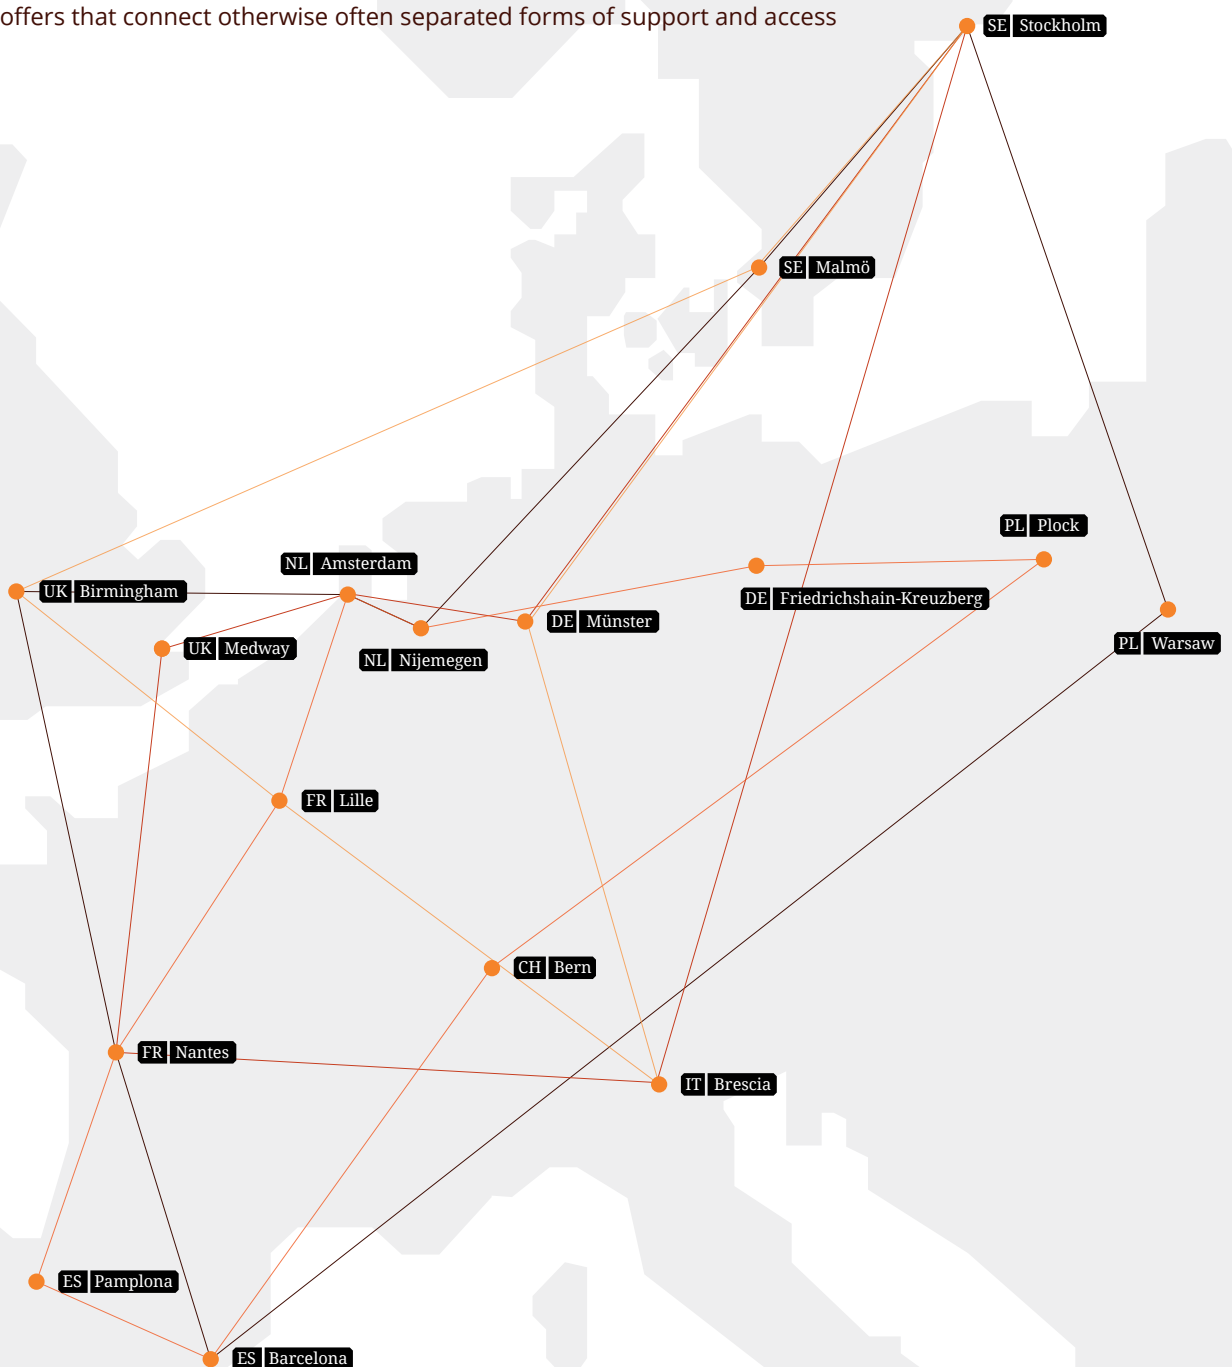 offers that connect otherwise often separated forms of support and access
SE Stockholm
SE Malmö
PL Plock
NL Amsterdam
UK Birmingham
DE Friedrichshain-Kreuzberg
DE Münster
PL Warsaw
UK Medway
NL Nijemegen
FR Lille
CH Bern
FR Nantes
IT Brescia
ES Pamplona
ES Barcelona